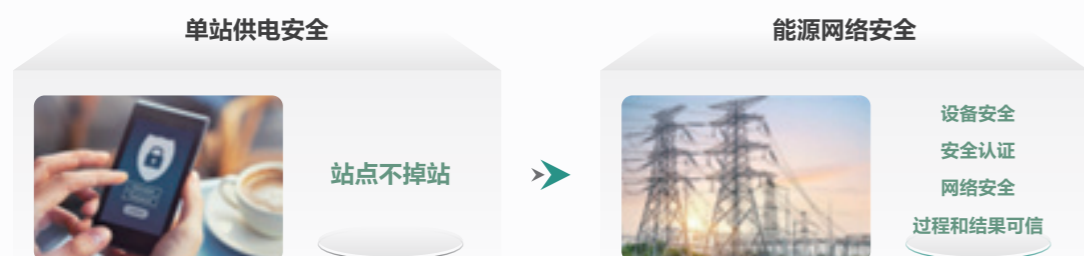 单站供电安全
站点不掉站
能源网络安全
设备安全
安全认证
网络安全
过程和结果可信